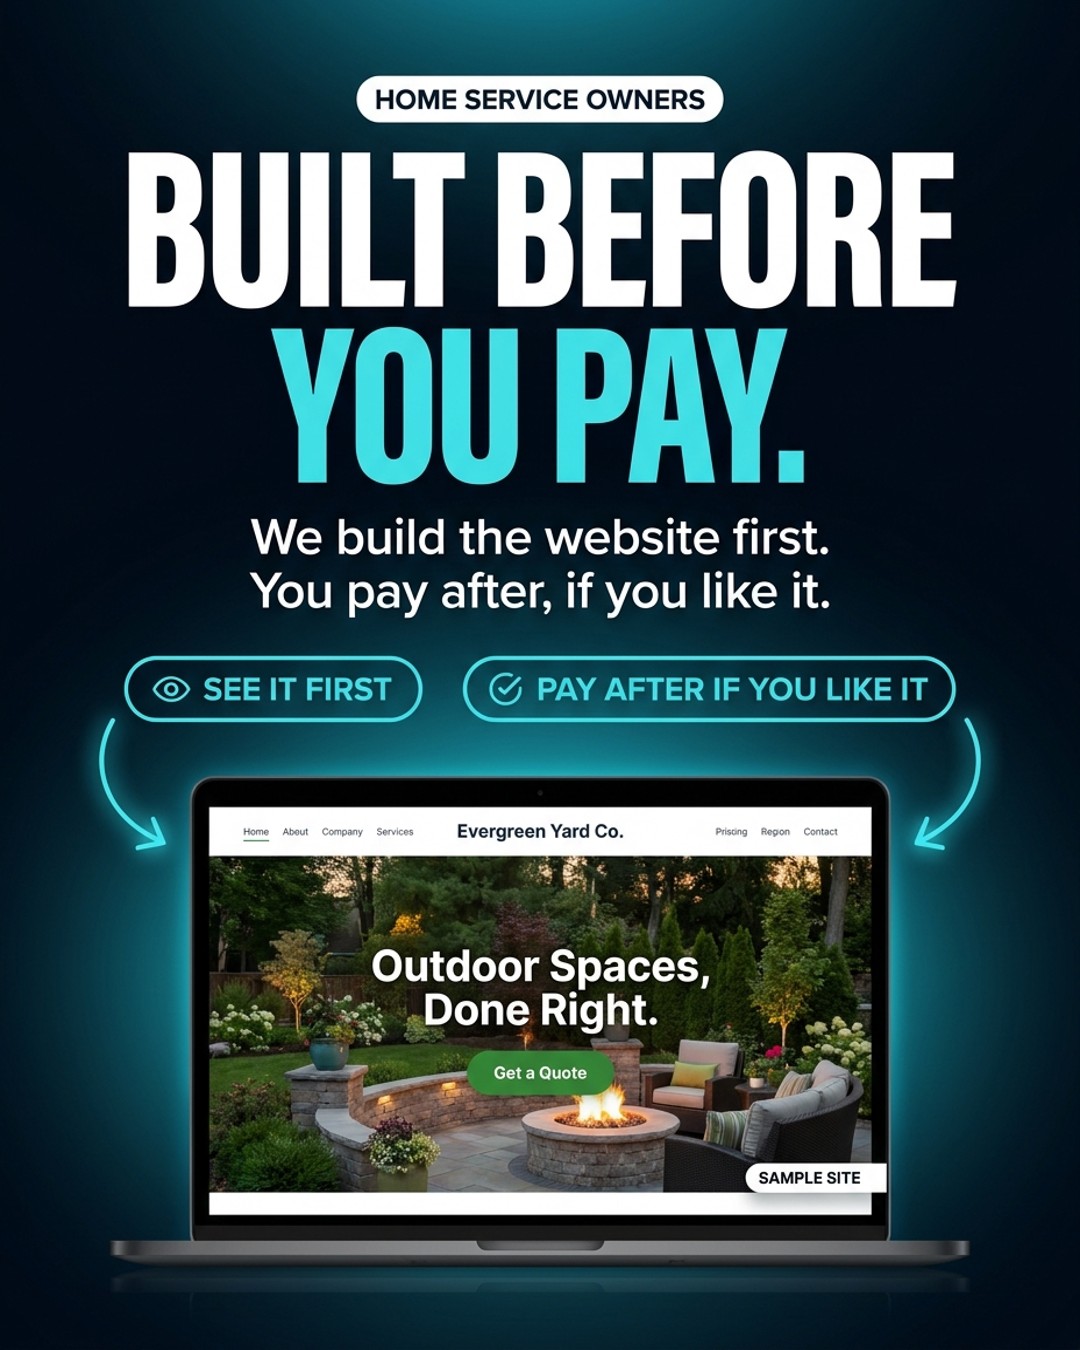 HOME SERVICE OWNERS
BUILT BEFORE
YOU PAY.
We build the website first.
You pay after, if you like it.
SEE IT FIRST
PAY AFTER IF YOU LIKE IT
Home About Company Services Evergreen Yard Co. Priscing Region Contact
Outdoor Spaces,
Done Right.
Get a Quote
SAMPLE SITE